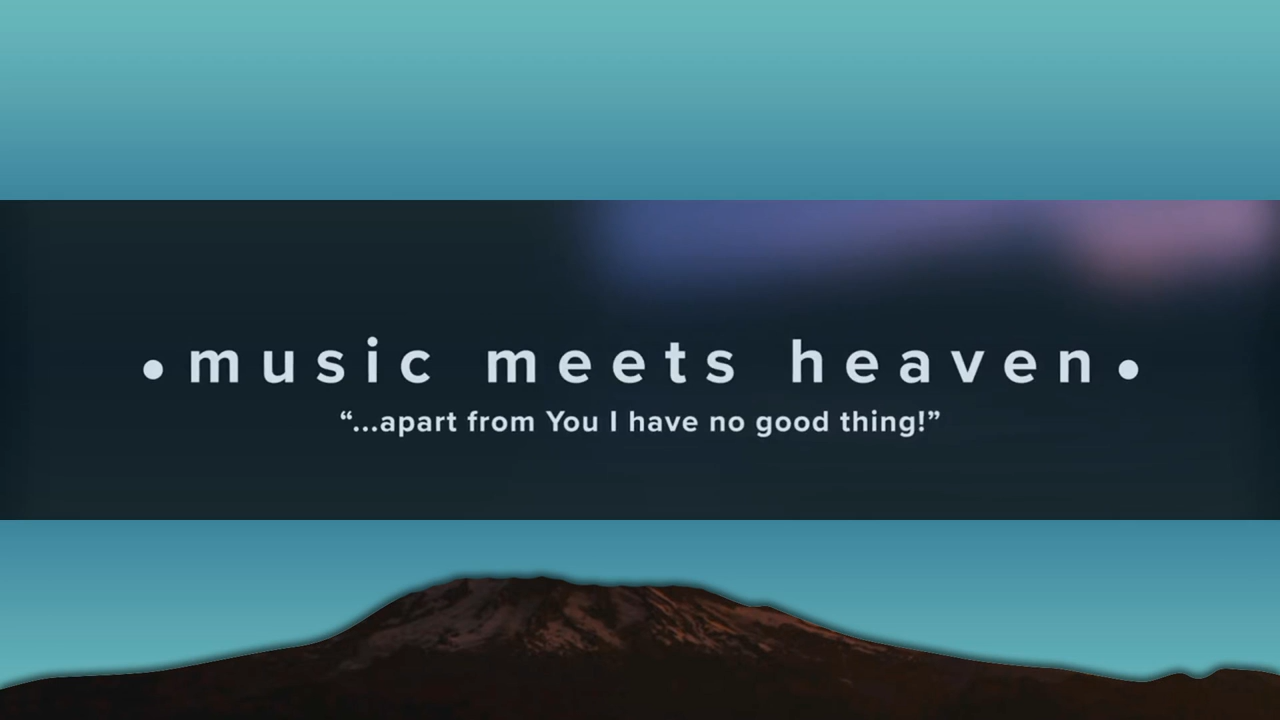 • music meets heaven •
“...apart from You I have no good thing!”